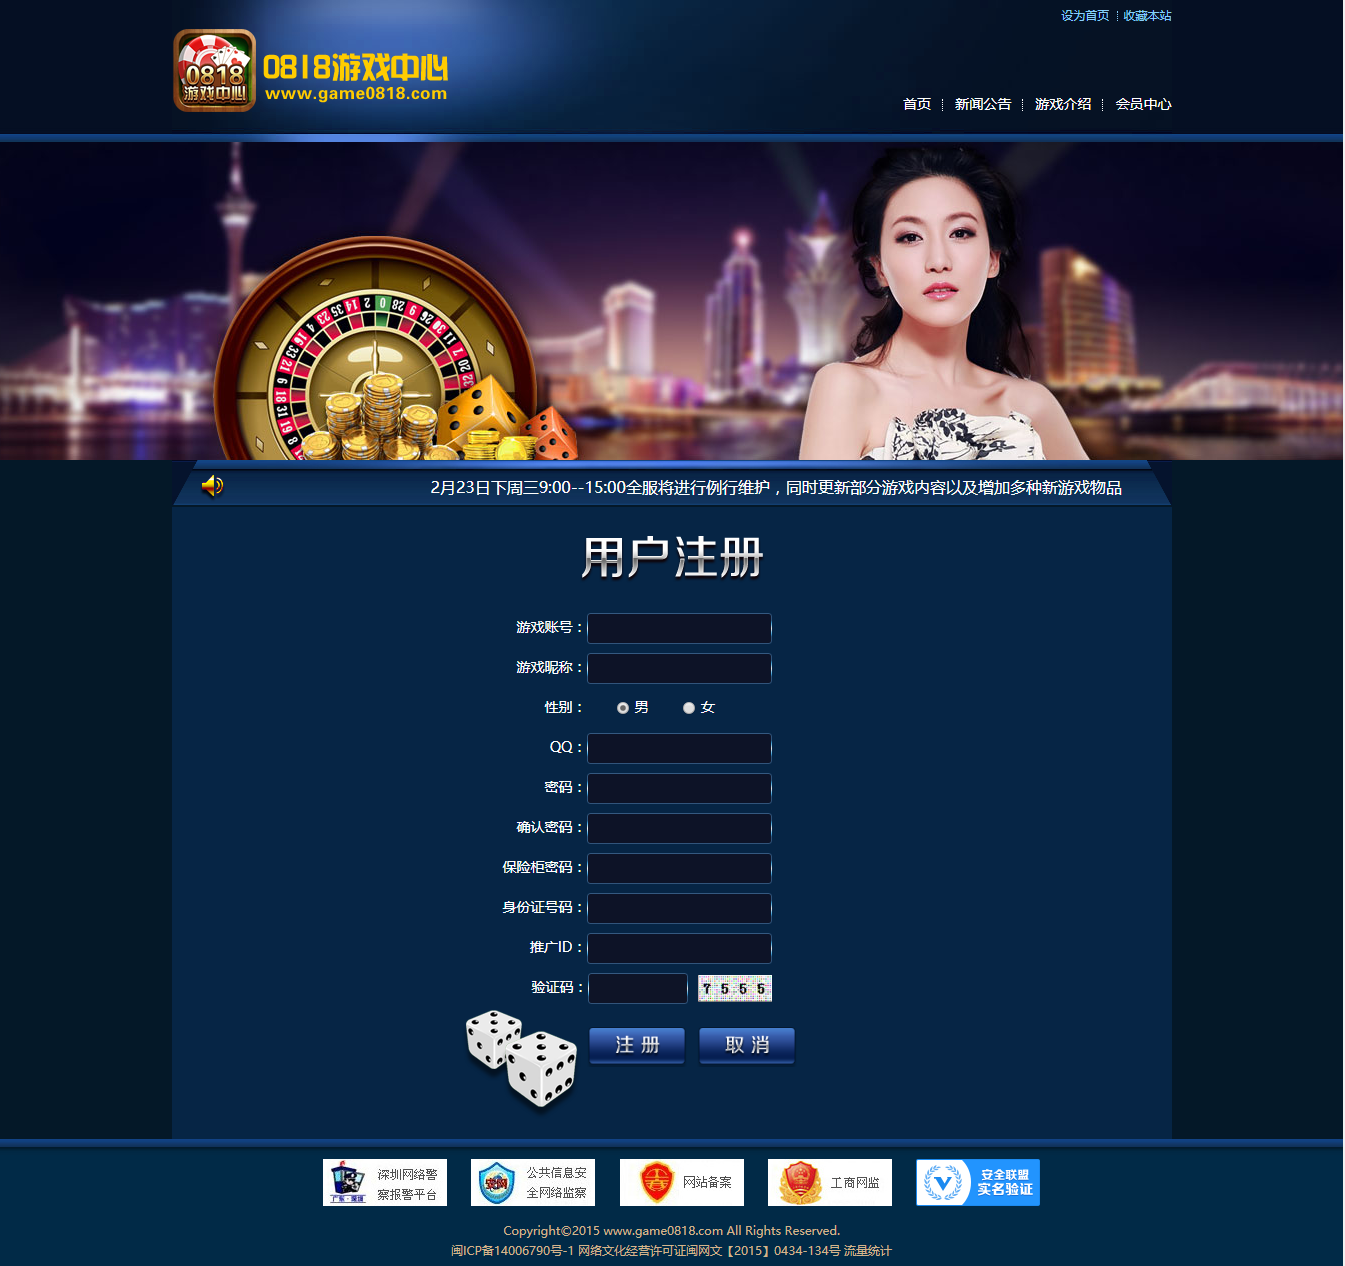 设为首页 收藏本站
0818
游戏中心
0818游戏中心
www.game0818.com
首页 新闻公告 游戏介绍 会员中心
2月23日下周三9:00--15:00全服将进行例行维护，同时更新部分游戏内容以及增加多种新游戏物品
用户注册
游戏账号：
游戏昵称：
性别： 男 女
QQ：
密码：
确认密码：
保险柜密码：
身份证号码：
推广ID：
验证码： 7 5 5 5
注 册 取 消
深圳网络警
察报警平台
公共信息安
全网络监察
网站备案
工商网监
安全联盟
实名验证
Copyright©2015 www.game0818.com All Rights Reserved.
闽ICP备14006790号-1 网络文化经营许可证闽网文【2015】0434-134号 流量统计